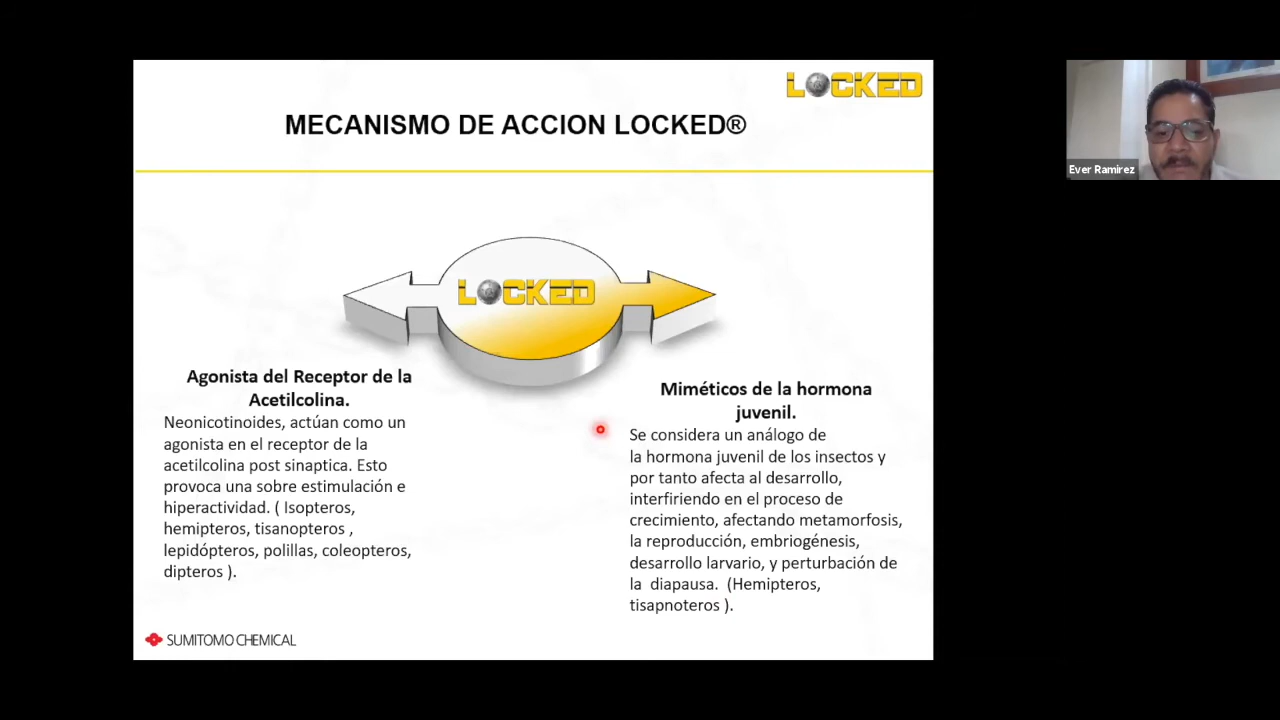 LOCKED
MECANISMO DE ACCION LOCKED®
LOCKED
Agonista del Receptor de la
Acetilcolina.
Neonicotinoides, actúan como un
agonista en el receptor de la
acetilcolina post sinaptica. Esto
provoca una sobre estimulación e
hiperactividad. ( Isopteros,
hemipteros, tisanopteros ,
lepidópteros, polillas, coleopteros,
dipteros ).
Miméticos de la hormona
juvenil.
Se considera un análogo de
la hormona juvenil de los insectos y
por tanto afecta al desarrollo,
interfiriendo en el proceso de
crecimiento, afectando metamorfosis,
la reproducción, embriogénesis,
desarrollo larvario, y perturbación de
la diapausa. (Hemipteros,
tisapnoteros ).
SUMITOMO CHEMICAL
Ever Ramirez